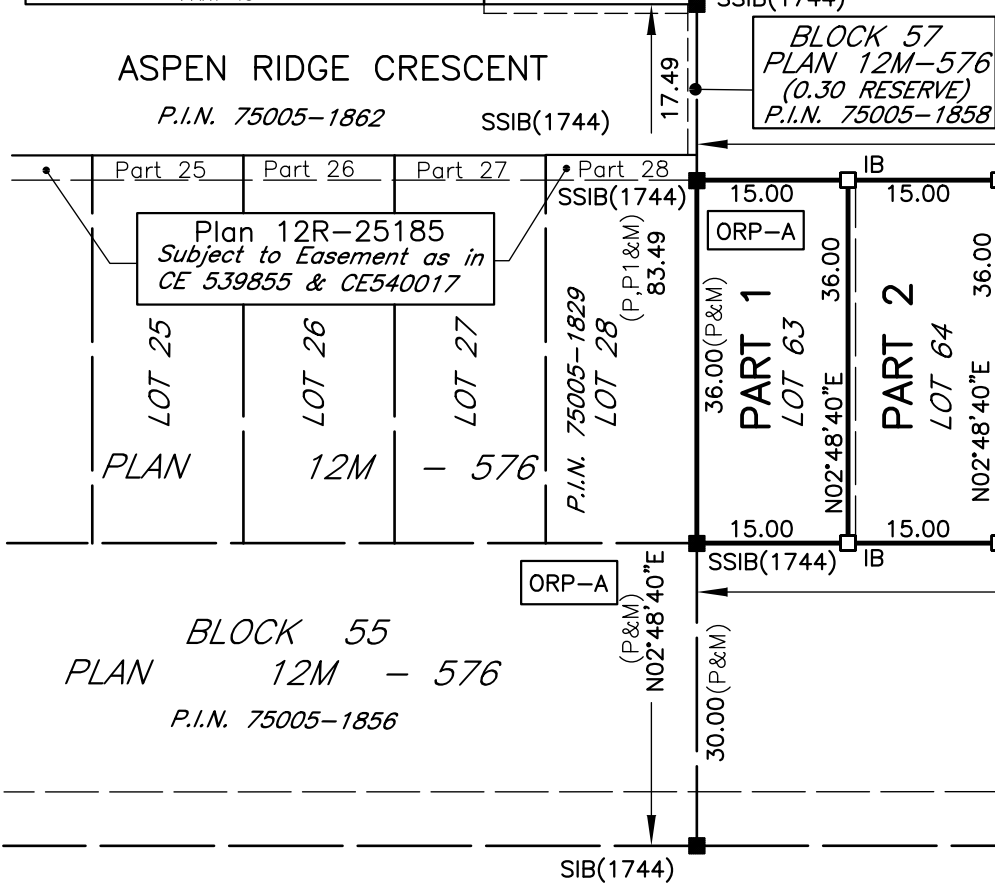 SSIB(1744)
BLOCK 57
PLAN 12M-576
(0.30 RESERVE)
P.I.N. 75005-1858
17.49
ASPEN RIDGE CRESCENT
P.I.N. 75005-1862
SSIB(1744)
Part 25
Part 26
Part 27
Part 28
SSIB(1744)
IB
15.00
15.00
Plan 12R-25185
Subject to Easement as in
CE 539855 & CE540017
ORP-A
(P,P1&M)
83.49
36.00(P&M)
PART 1
LOT 63
36.00
N02°48'40"E
PART 2
LOT 64
36.00
N02°48'40"E
LOT 25
LOT 26
LOT 27
P.I.N. 75005-1829
LOT 28
PLAN 12M - 576
15.00
15.00
SSIB(1744)
IB
ORP-A
(P&M)
N02°48'40"E
30.00(P&M)
BLOCK 55
PLAN 12M - 576
P.I.N. 75005-1856
SIB(1744)